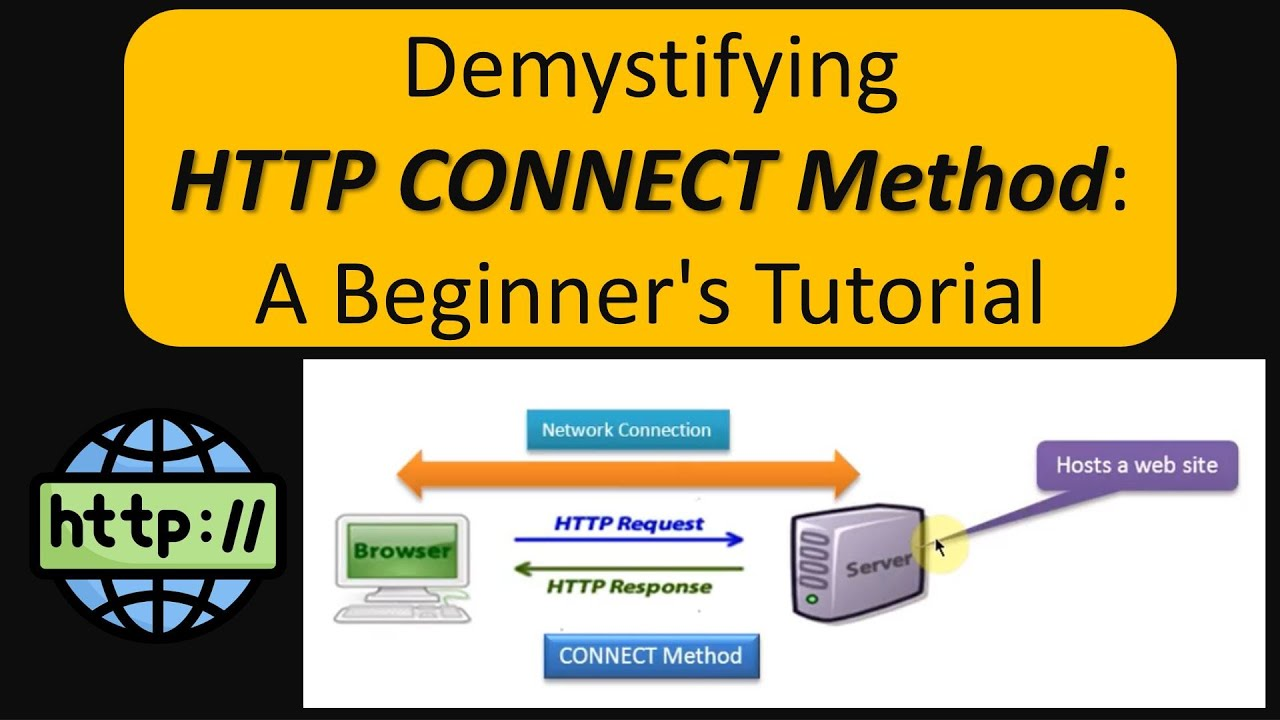 Demystifying
HTTP CONNECT Method:
A Beginner's Tutorial
http://
Network Connection
Hosts a web site
Browser
HTTP Request
HTTP Response
Server
CONNECT Method